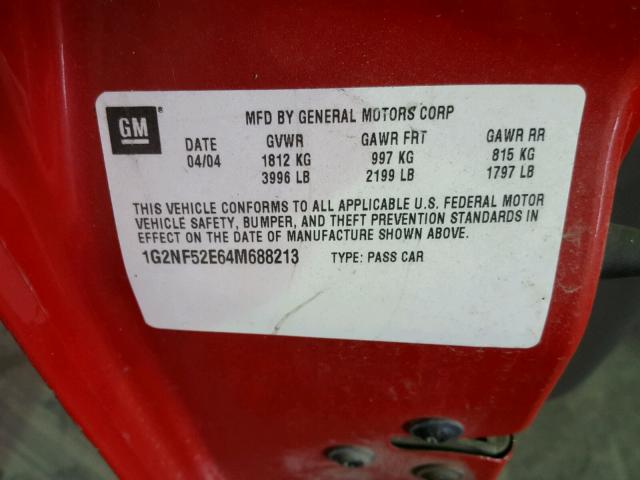 GM®
MFD BY GENERAL MOTORS CORP
DATE GVWR GAWR FRT GAWR RR
04/04 1812 KG 997 KG 815 KG
3996 LB 2199 LB 1797 LB
THIS VEHICLE CONFORMS TO ALL APPLICABLE U.S. FEDERAL MOTOR
VEHICLE SAFETY, BUMPER, AND THEFT PREVENTION STANDARDS IN
EFFECT ON THE DATE OF MANUFACTURE SHOWN ABOVE.
1G2NF52E64M688213 TYPE: PASS CAR